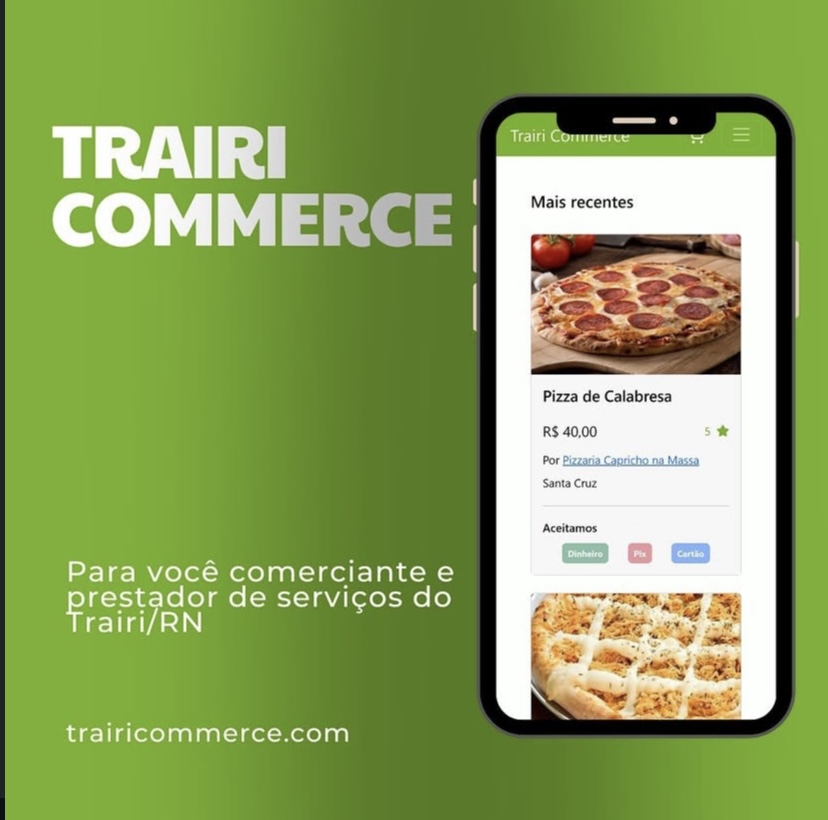 TRAIRI
COMMERCE
Para você comerciante e
prestador de serviços do
Trairi/RN
trairicommerce.com
Trairi Commerce
Mais recentes
Pizza de Calabresa
R$ 40,00
5
Por Pizzaria Capricho na Massa
Santa Cruz
Aceitamos
Dinheiro
Pix
Cartão